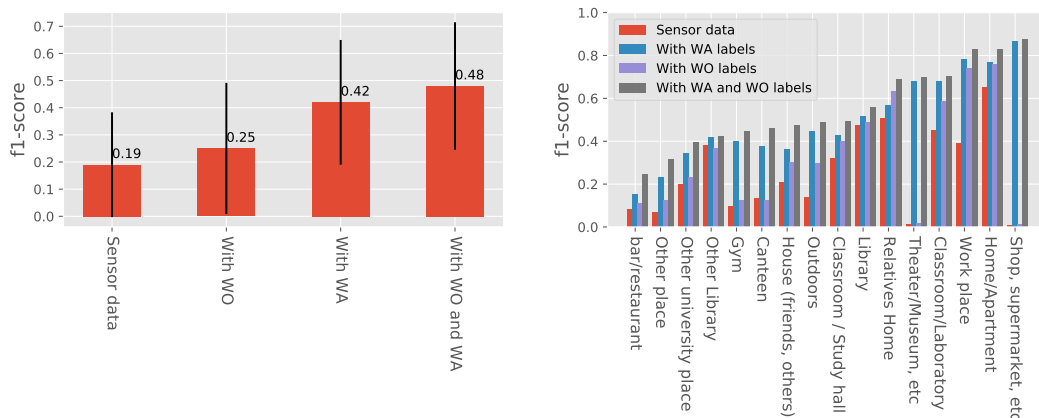 f1-score
0.7
0.6
0.5
0.4
0.3
0.2
0.1
0.0
0.19
0.25
0.42
0.48
Sensor data
With WO
With WA
With WO and WA
f1-score
1.0
0.8
0.6
0.4
0.2
0.0
Sensor data
With WA labels
With WO labels
With WA and WO labels
bar/restaurant
Other place
Other university place
Other Library
Gym
Canteen
House (friends, others)
Outdoors
Classroom / Study hall
Library
Relatives Home
Theater/Museum, etc
Classroom/Laboratory
Work place
Home/Apartment
Shop, supermarket, etc